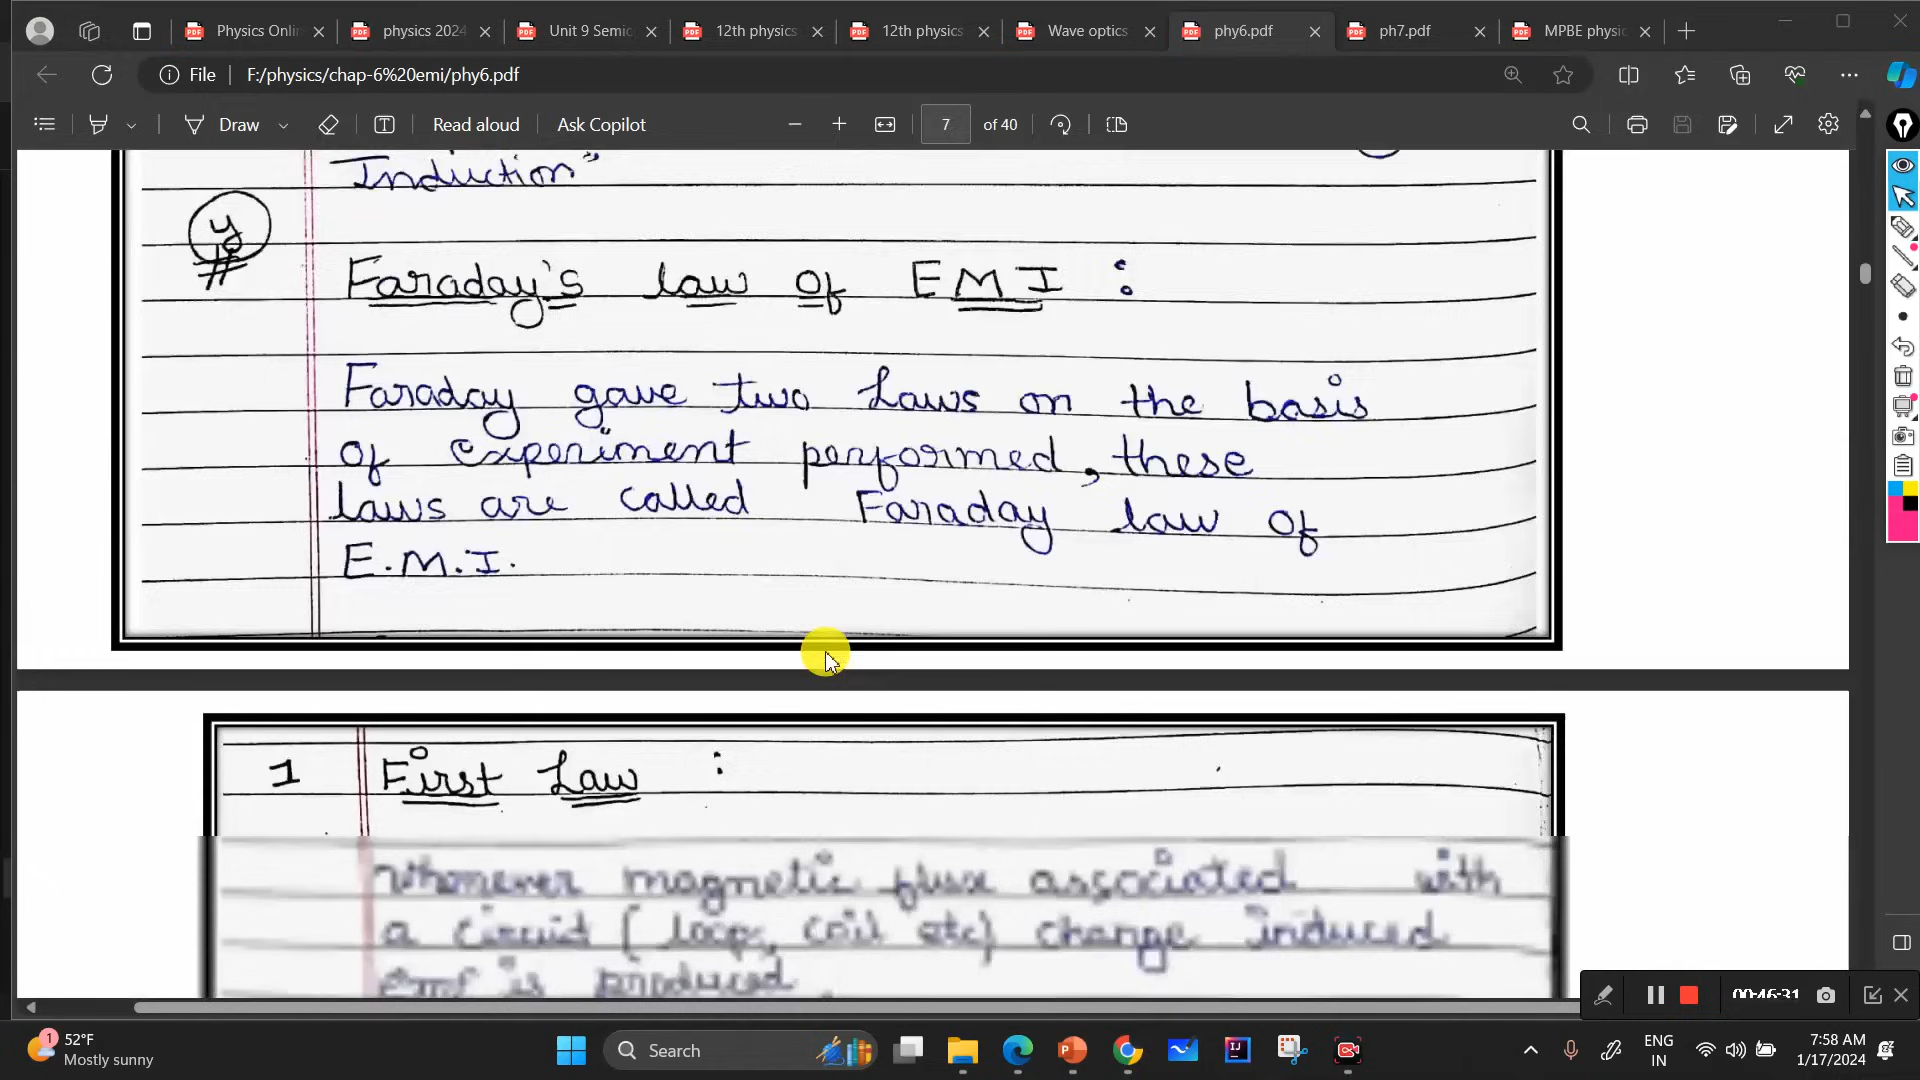 Physics Onlin
physics 2024
Unit 9 Semic
12th physics
12th physics
Wave optics
phy6.pdf
ph7.pdf
MPBE physic
File
F:/physics/chap-6%20emi/phy6.pdf
Draw
Read aloud
Ask Copilot
7
of 40
Induction"
y
#
Faraday's law of EMI :
Faraday gave two Laws on the basis
of experiment performed, these
laws are called Faraday law of
E.M.I.
1 First Law :
Whenever magnetic flux associated with
a circuit ( loop, coil etc) change induced
emf is produced.
00:46:31
1
52°F
Mostly sunny
Search
ENG
IN
7:58 AM
1/17/2024